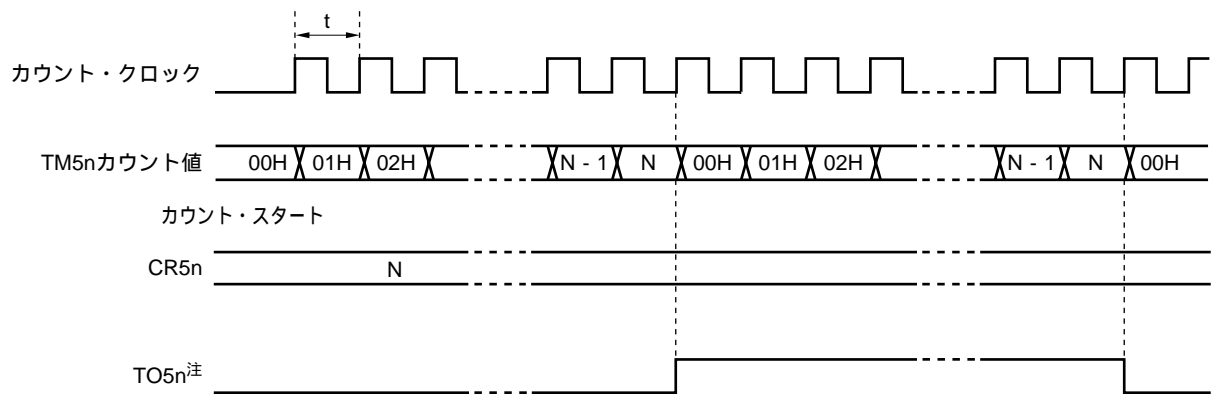 t
カウント・クロック
TM5nカウント値 00H 01H 02H N - 1 N 00H 01H 02H N - 1 N 00H
カウント・スタート
CR5n N
TO5n注